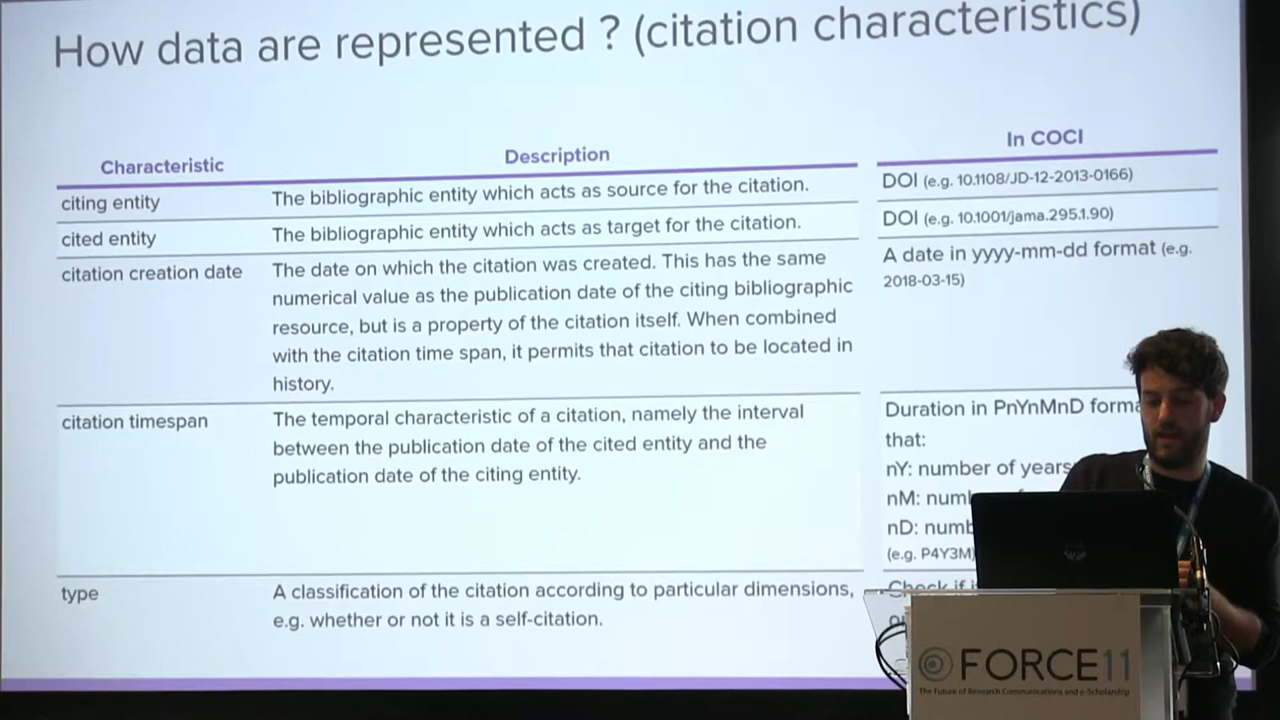 How data are represented ? (citation characteristics)
Characteristic Description In COCI
citing entity The bibliographic entity which acts as source for the citation. DOI (e.g. 10.1108/JD-12-2013-0166)
cited entity The bibliographic entity which acts as target for the citation. DOI (e.g. 10.1001/jama.295.1.90)
citation creation date The date on which the citation was created. This has the same A date in yyyy-mm-dd format (e.g.
numerical value as the publication date of the citing bibliographic 2018-03-15)
resource, but is a property of the citation itself. When combined
with the citation time span, it permits that citation to be located in
history.
citation timespan The temporal characteristic of a citation, namely the interval Duration in PnYnMnD
between the publication date of the cited entity and the that:
publication date of the citing entity. nY: number of years
nM:
nD:
(e.g. P4Y3M)
type A classification of the citation according to particular dimensions, Check if
e.g. whether or not it is a self-citation.
FORCE11
The Future of Research Communications and e-Scholarship